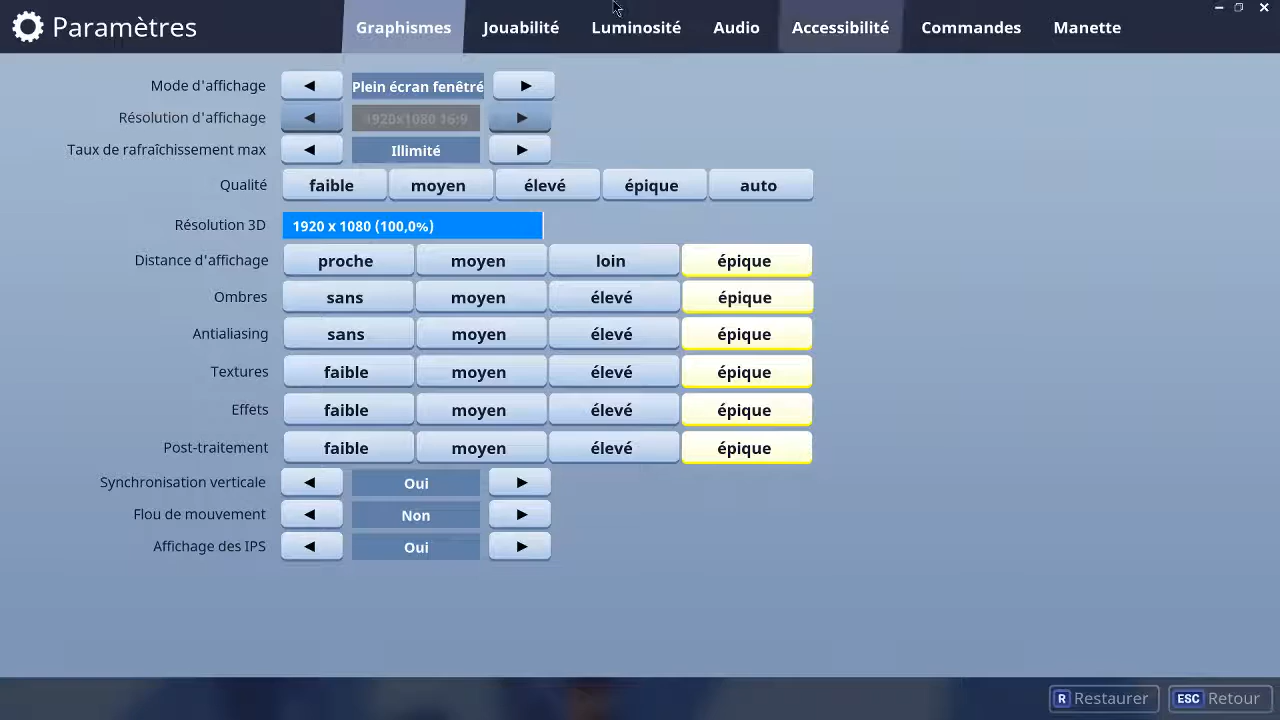 Paramètres Graphismes Jouabilité Luminosité Audio Accessibilité Commandes Manette
Mode d'affichage Plein écran fenêtré
Résolution d'affichage 1920x1080 16:9
Taux de rafraîchissement max Illimité
Qualité faible moyen élevé épique auto
Résolution 3D 1920 x 1080 (100,0%)
Distance d'affichage proche moyen loin épique
Ombres sans moyen élevé épique
Antialiasing sans moyen élevé épique
Textures faible moyen élevé épique
Effets faible moyen élevé épique
Post-traitement faible moyen élevé épique
Synchronisation verticale Oui
Flou de mouvement Non
Affichage des IPS Oui
R Restaurer ESC Retour